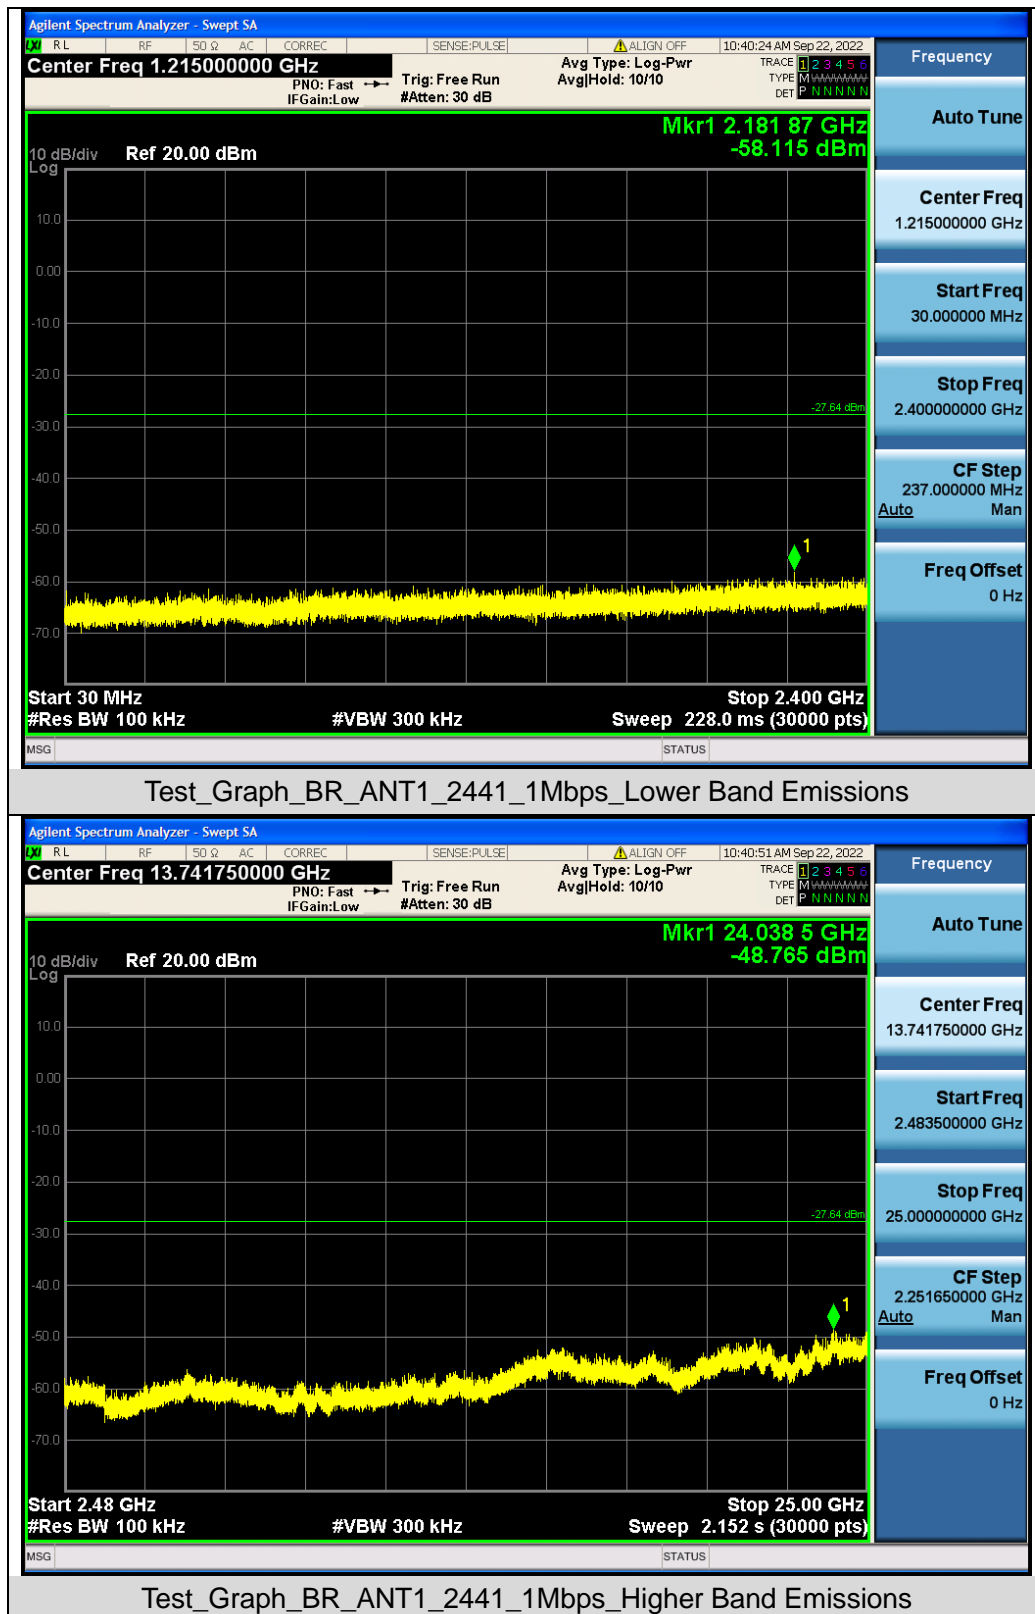 Agilent Spectrum Analyzer - Swept SA
LXI RL RF 50 Ω AC CORREC SENSE:PULSE ALIGN OFF 10:40:24 AM Sep 22, 2022
Center Freq 1.215000000 GHz
PNO: Fast
IFGain:Low
Trig: Free Run
#Atten: 30 dB
Avg Type: Log-Pwr
Avg|Hold: 10/10
TRACE 1 2 3 4 5 6
TYPE M
DET P N N N N N
Mkr1 2.181 87 GHz
-58.115 dBm
10 dB/div
Log
Ref 20.00 dBm
10.0
0.00
-10.0
-20.0
-27.64 dBm
-30.0
-40.0
-50.0
1
-60.0
-70.0
Start 30 MHz
Stop 2.400 GHz
#Res BW 100 kHz
#VBW 300 kHz
Sweep 228.0 ms (30000 pts)
MSG
STATUS
Frequency
Auto Tune
Center Freq
1.215000000 GHz
Start Freq
30.000000 MHz
Stop Freq
2.400000000 GHz
CF Step
237.000000 MHz
Auto Man
Freq Offset
0 Hz
Test_Graph_BR_ANT1_2441_1Mbps_Lower Band Emissions
Agilent Spectrum Analyzer - Swept SA
LXI RL RF 50 Ω AC CORREC SENSE:PULSE ALIGN OFF 10:40:51 AM Sep 22, 2022
Center Freq 13.741750000 GHz
PNO: Fast
IFGain:Low
Trig: Free Run
#Atten: 30 dB
Avg Type: Log-Pwr
Avg|Hold: 10/10
TRACE 1 2 3 4 5 6
TYPE M
DET P N N N N N
Mkr1 24.038 5 GHz
-48.765 dBm
10 dB/div
Log
Ref 20.00 dBm
10.0
0.00
-10.0
-20.0
-27.64 dBm
-30.0
-40.0
1
-50.0
-60.0
-70.0
Start 2.48 GHz
Stop 25.00 GHz
#Res BW 100 kHz
#VBW 300 kHz
Sweep 2.152 s (30000 pts)
MSG
STATUS
Frequency
Auto Tune
Center Freq
13.741750000 GHz
Start Freq
2.483500000 GHz
Stop Freq
25.000000000 GHz
CF Step
2.251650000 GHz
Auto Man
Freq Offset
0 Hz
Test_Graph_BR_ANT1_2441_1Mbps_Higher Band Emissions